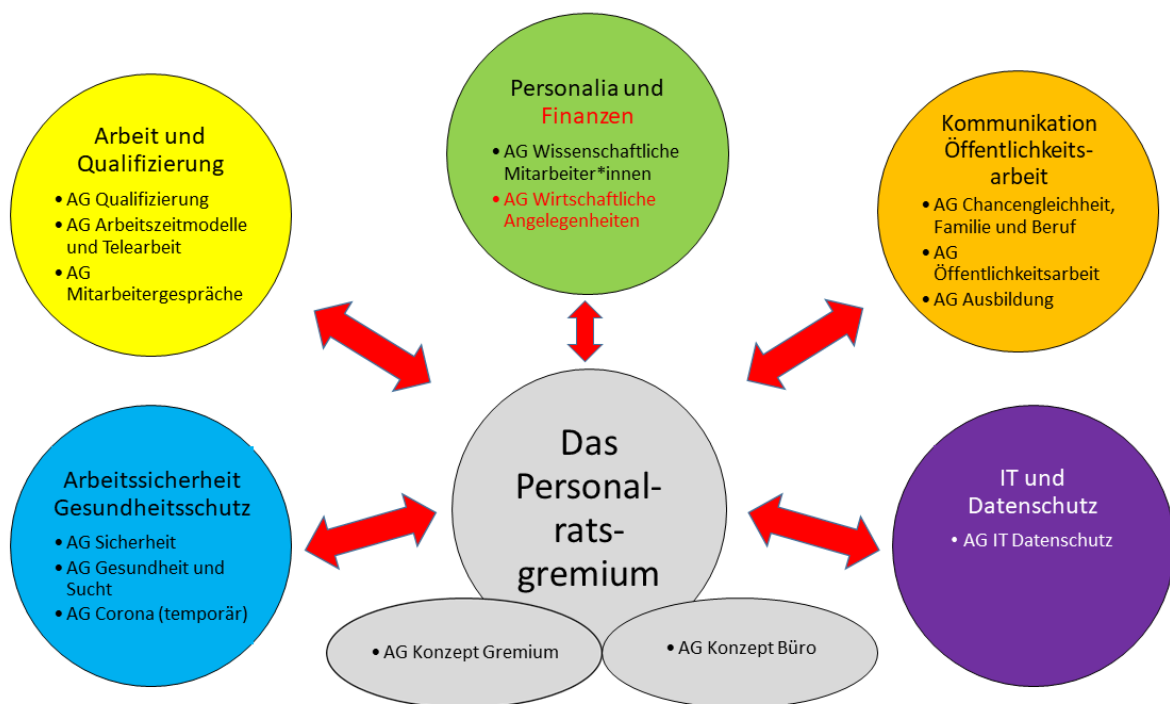 Arbeit und
Qualifizierung
• AG Qualifizierung
• AG Arbeitszeitmodelle
und Telearbeit
• AG
Mitarbeitergespräche
Personalia und
Finanzen
• AG Wissenschaftliche
Mitarbeiter*innen
• AG Wirtschaftliche
Angelegenheiten
Kommunikation
Öffentlichkeits-
arbeit
• AG Chancengleichheit,
Familie und Beruf
• AG
Öffentlichkeitsarbeit
• AG Ausbildung
Arbeitssicherheit
Gesundheitsschutz
• AG Sicherheit
• AG Gesundheit und
Sucht
• AG Corona (temporär)
Das
Personal-
rats-
gremium
• AG Konzept Gremium
• AG Konzept Büro
IT und
Datenschutz
• AG IT Datenschutz